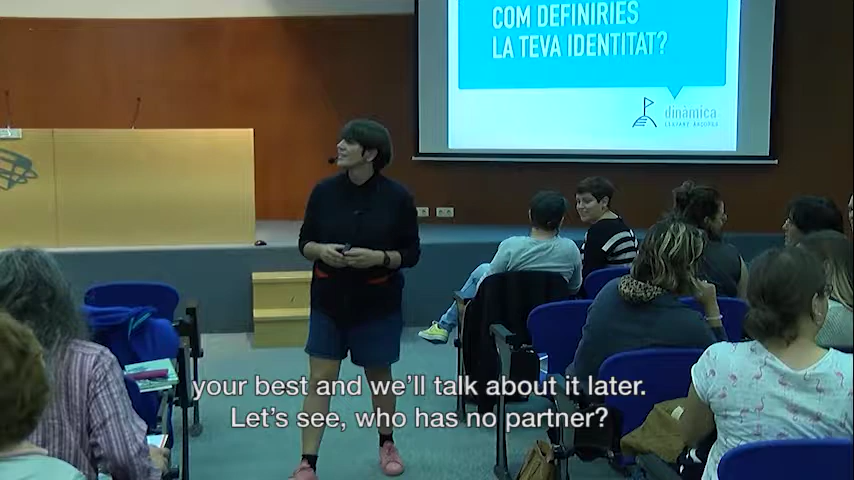 COM DEFINIRIES
LA TEVA IDENTITAT?
dinàmica
your best and we'll talk about it later.
Let's see, who has no partner?